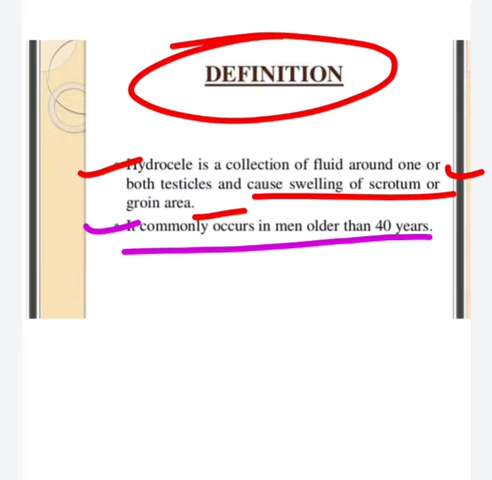 DEFINITION
Hydrocele is a collection of fluid around one or
both testicles and cause swelling of scrotum or
groin area.
It commonly occurs in men older than 40 years.